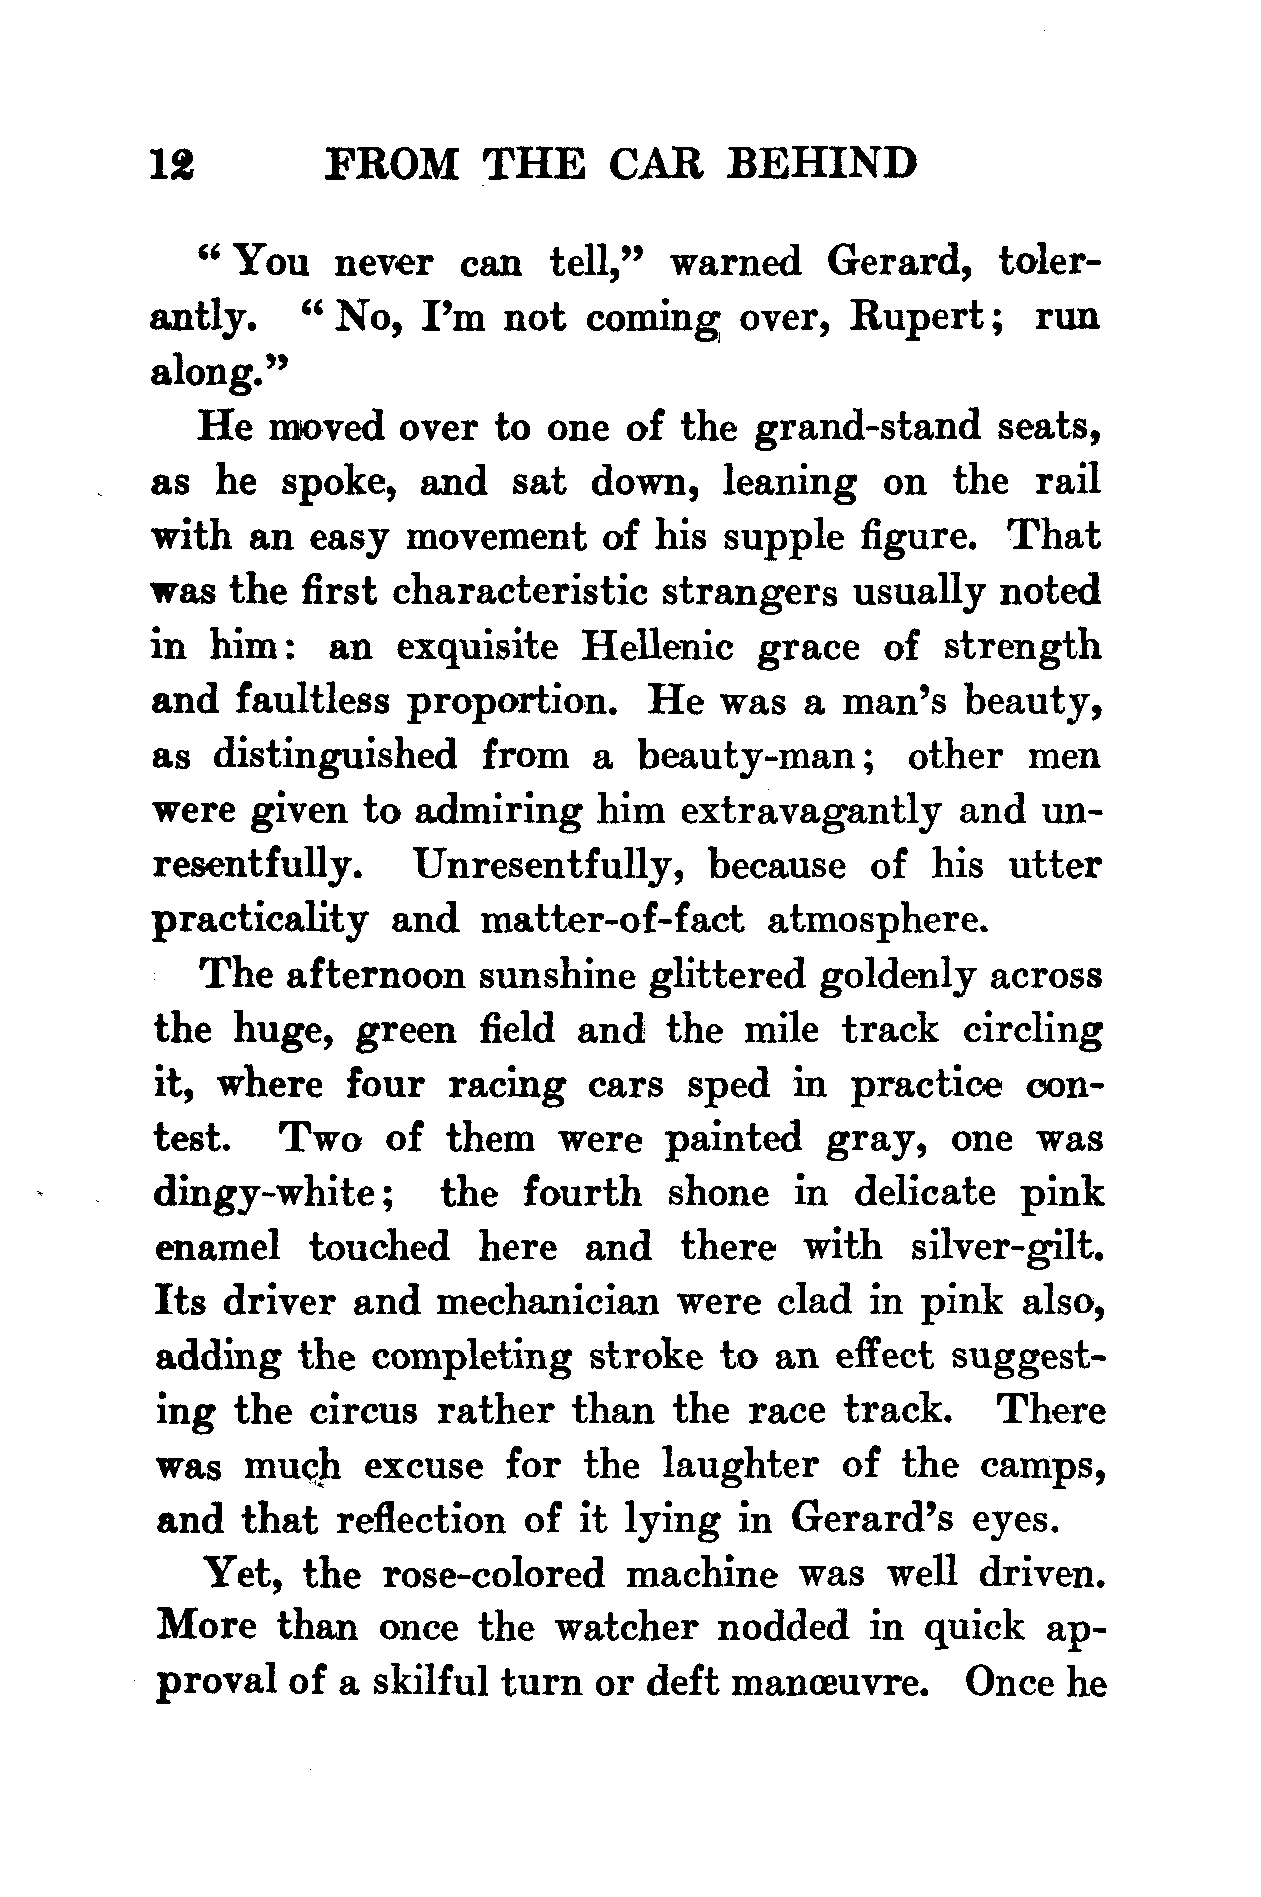 12 FROM THE CAR BEHIND
“ You never can tell,” warned Gerard, toler-
antly. “ No, I’m not coming over, Rupert ; run
along.”
He moved over to one of the grand-stand seats,
as he spoke, and sat down, leaning on the rail
with an easy movement of his supple figure. That
was the first characteristic strangers usually noted
in him : an exquisite Hellenic grace of strength
and faultless proportion. He was a man’s beauty,
as distinguished from a beauty-man ; other men
were given to admiring him extravagantly and un-
resentfully. Unresentfully, because of his utter
practicality and matter-of-fact atmosphere.
The afternoon sunshine glittered goldenly across
the huge, green field and the mile track circling
it, where four racing cars sped in practice con-
test. Two of them were painted gray, one was
dingy-white ; the fourth shone in delicate pink
enamel touched here and there with silver-gilt.
Its driver and mechanician were clad in pink also,
adding the completing stroke to an effect suggest-
ing the circus rather than the race track. There
was much excuse for the laughter of the camps,
and that reflection of it lying in Gerard’s eyes.
Yet, the rose-colored machine was well driven.
More than once the watcher nodded in quick ap-
proval of a skilful turn or deft manœuvre. Once he